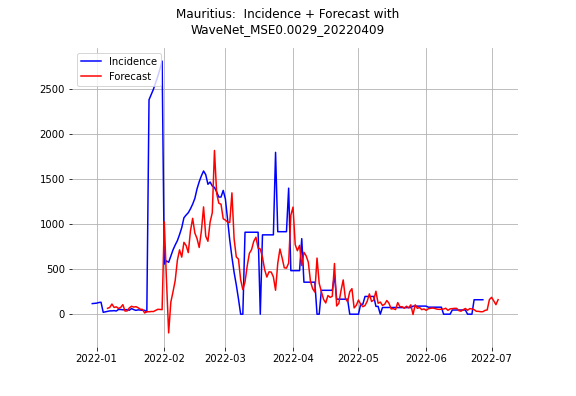 Mauritius:  Incidence + Forecast with
WaveNet_MSE0.0029_20220409
Incidence
Forecast
2500
2000
1500
1000
500
0
2022-01 2022-02 2022-03 2022-04 2022-05 2022-06 2022-07